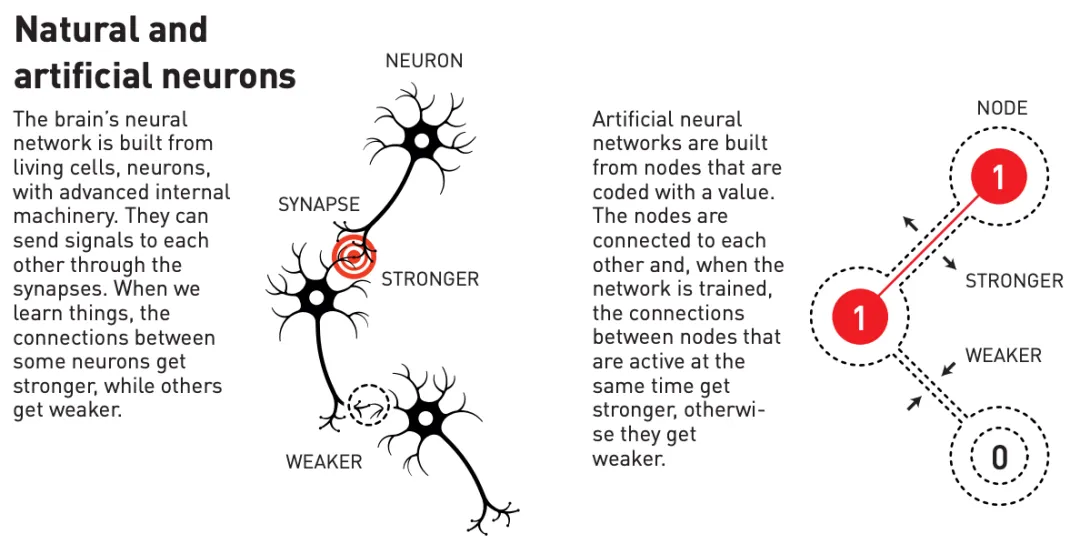 Natural and
artificial neurons
The brain’s neural
network is built from
living cells, neurons,
with advanced internal
machinery. They can
send signals to each
other through the
synapses. When we
learn things, the
connections between
some neurons get
stronger, while others
get weaker.
NEURON
SYNAPSE
STRONGER
WEAKER
Artificial neural
networks are built
from nodes that are
coded with a value.
The nodes are
connected to each
other and, when the
network is trained,
the connections
between nodes that
are active at the
same time get
stronger, otherwi-
se they get
weaker.
NODE
1
STRONGER
1
WEAKER
0